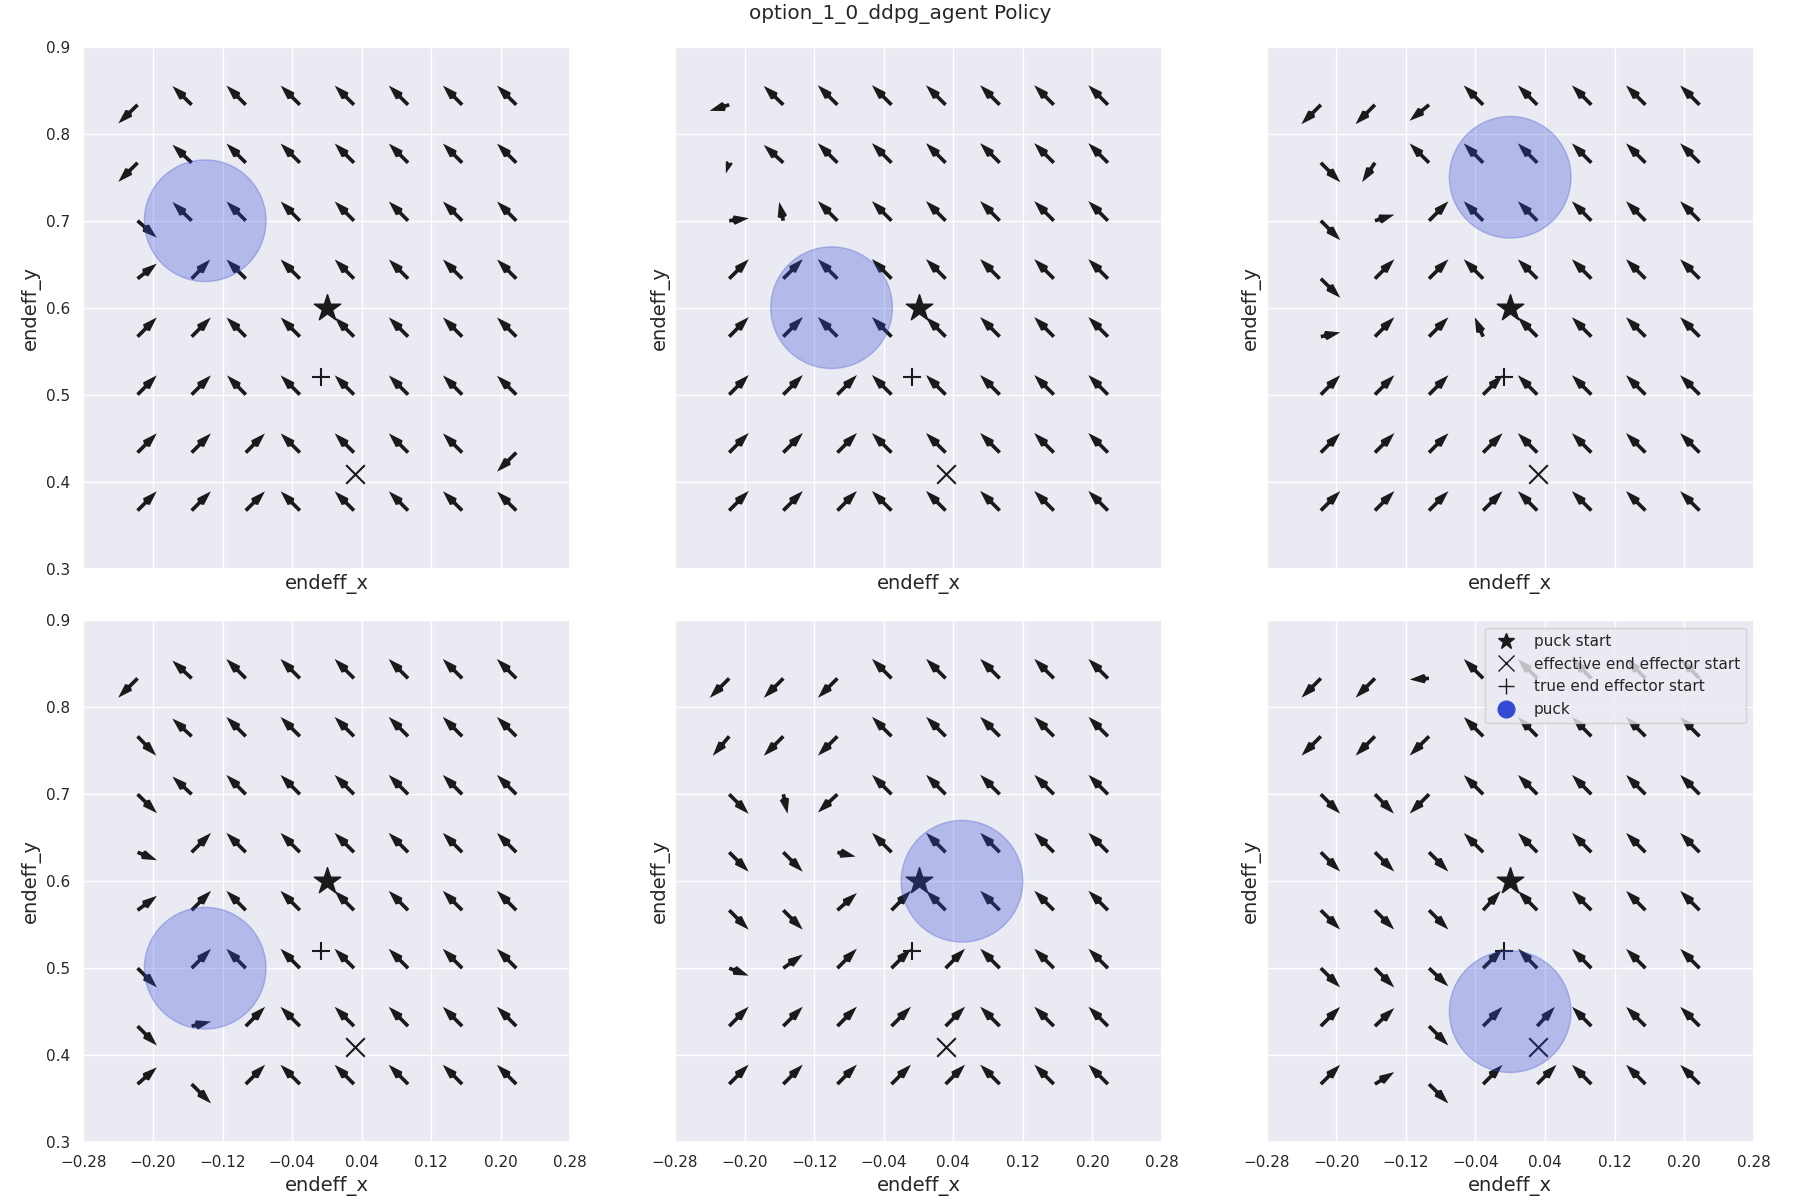 option_1_0_ddpg_agent Policy
0.9
0.8
0.7
0.6
0.5
0.4
0.3
endeff_y
endeff_x
endeff_y
endeff_x
endeff_y
endeff_x
0.9
0.8
0.7
0.6
0.5
0.4
0.3
endeff_y
−0.28 −0.20 −0.12 −0.04 0.04 0.12 0.20 0.28
endeff_x
endeff_y
−0.28 −0.20 −0.12 −0.04 0.04 0.12 0.20 0.28
endeff_x
puck start
effective end effector start
true end effector start
puck
endeff_y
−0.28 −0.20 −0.12 −0.04 0.04 0.12 0.20 0.28
endeff_x